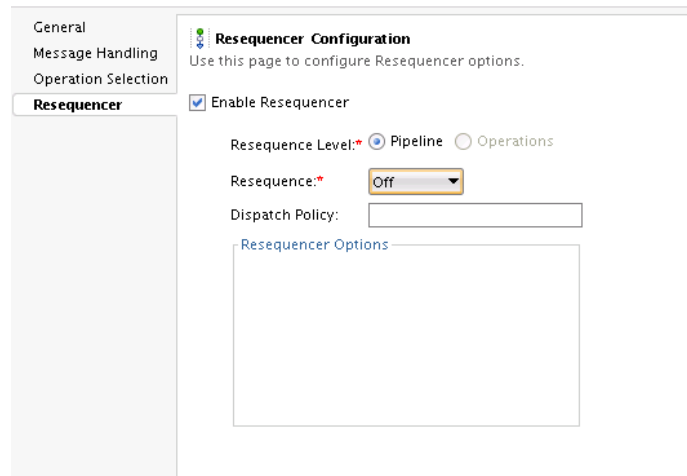 General
Message Handling
Operation Selection
Resequencer
Resequencer Configuration
Use this page to configure Resequencer options.
Enable Resequencer
Resequence Level:* Pipeline Operations
Resequence:* Off
Dispatch Policy:
Resequencer Options